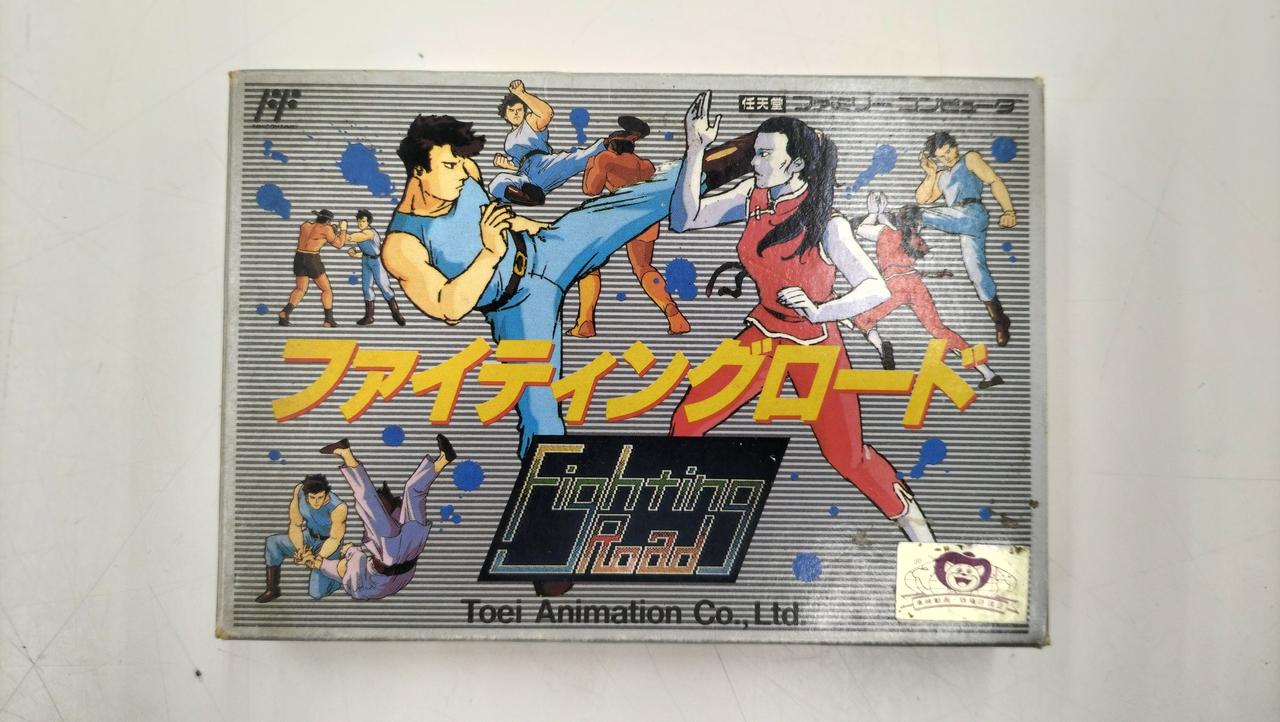 任天堂 ファミリー コンピュータ
ファイティングロード
Fighting
Road
Toei Animation Co., Ltd.